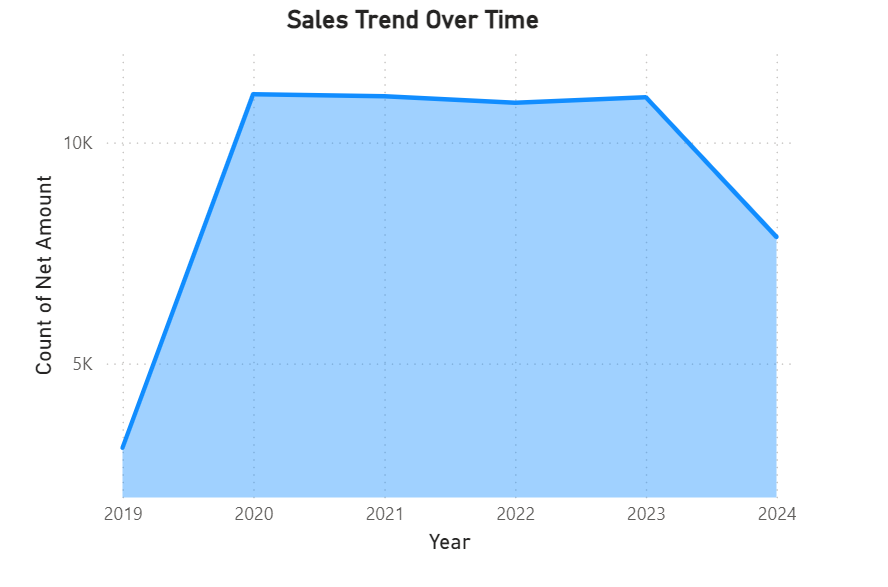 Sales Trend Over Time
Count of Net Amount
10K
5K
2019 2020 2021 2022 2023 2024
Year